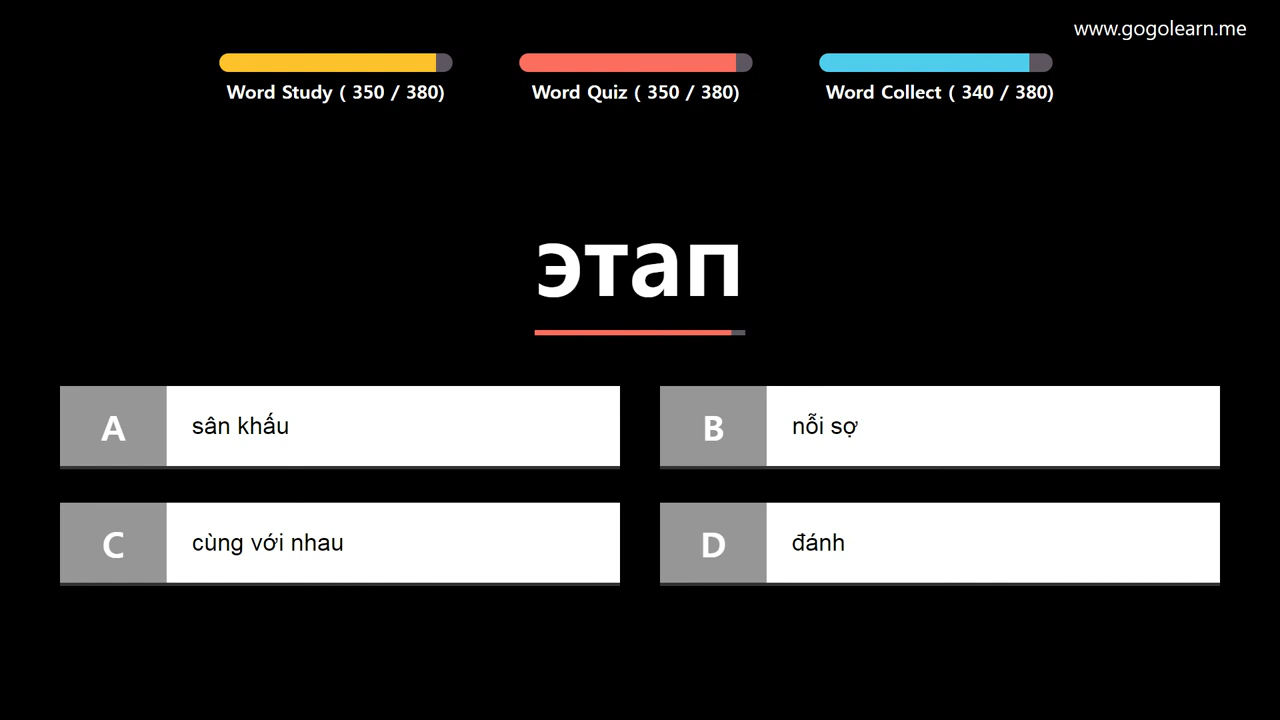 www.gogolearn.me
Word Study ( 350 / 380)
Word Quiz ( 350 / 380)
Word Collect ( 340 / 380)
этап
A sân khấu
B nỗi sợ
C cùng với nhau
D đánh